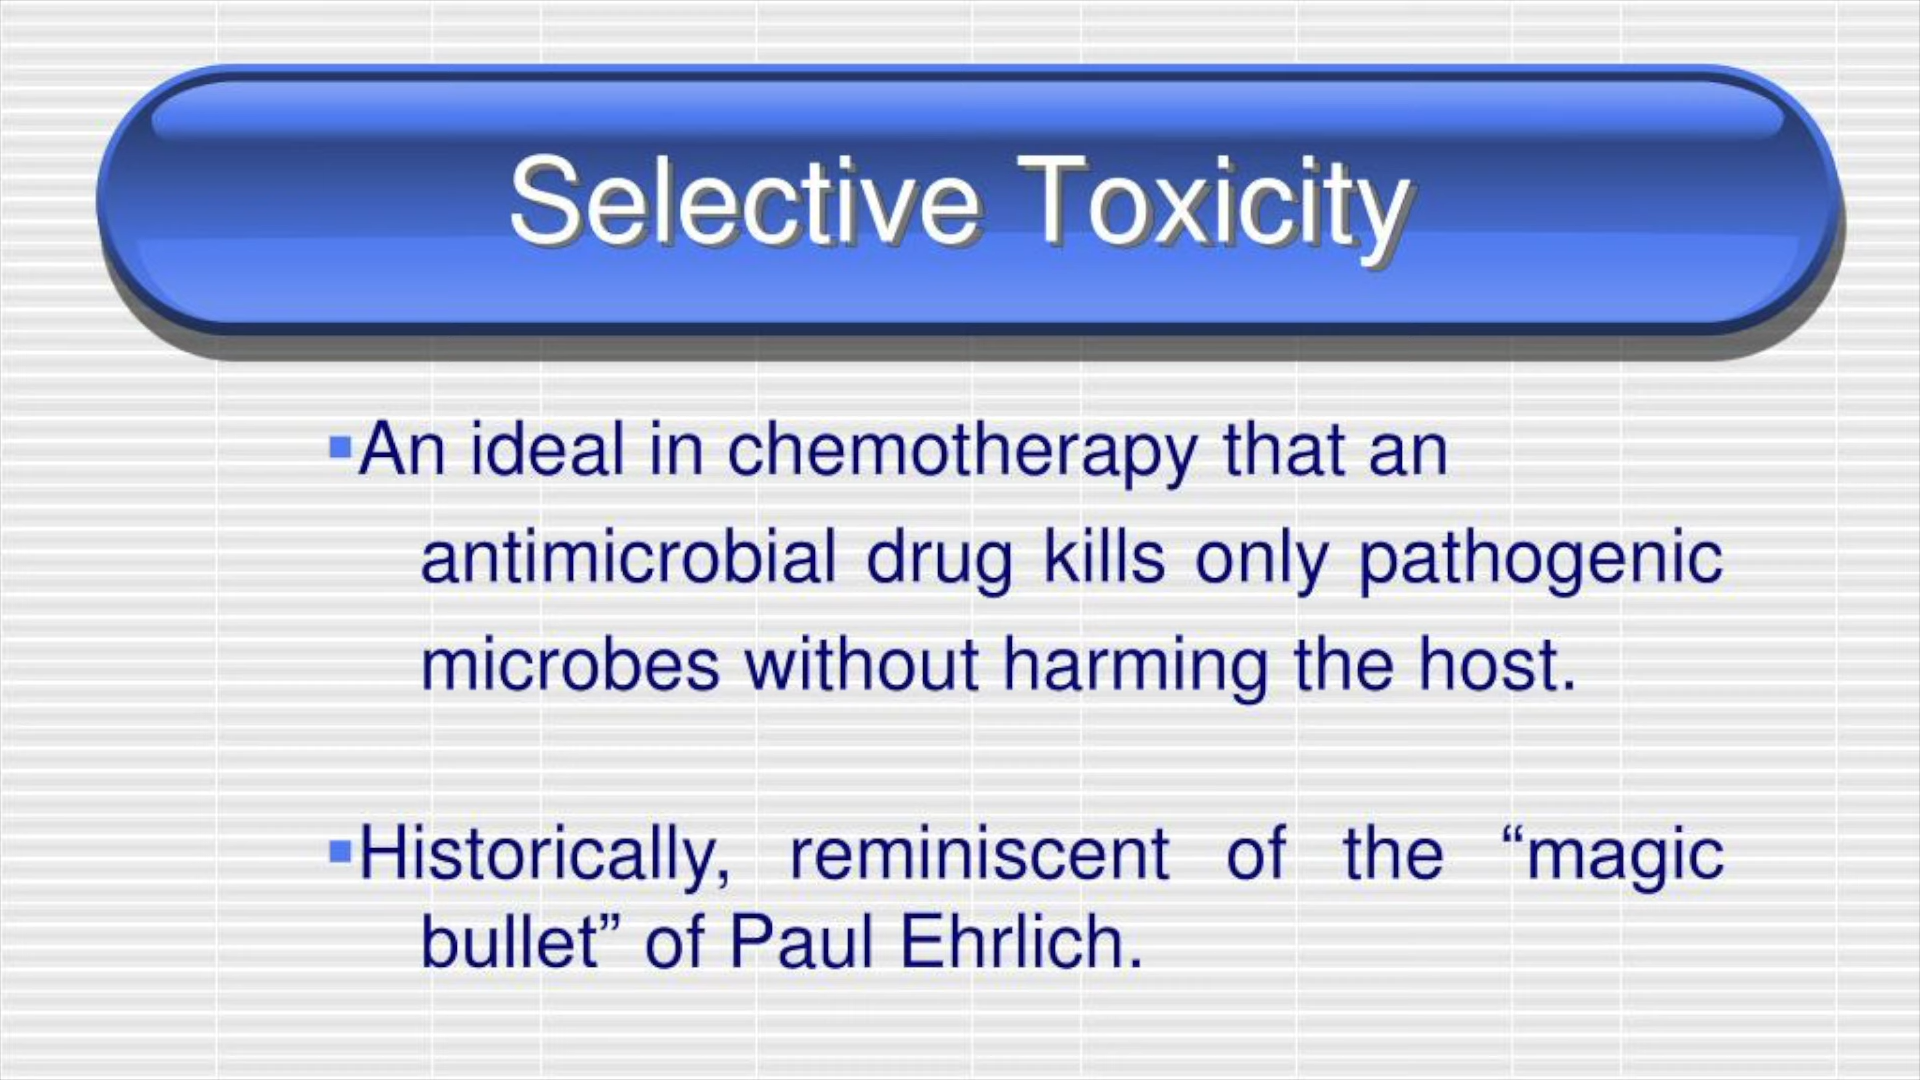 Selective Toxicity
▪An ideal in chemotherapy that an
antimicrobial drug kills only pathogenic
microbes without harming the host.
▪Historically, reminiscent of the “magic
bullet” of Paul Ehrlich.